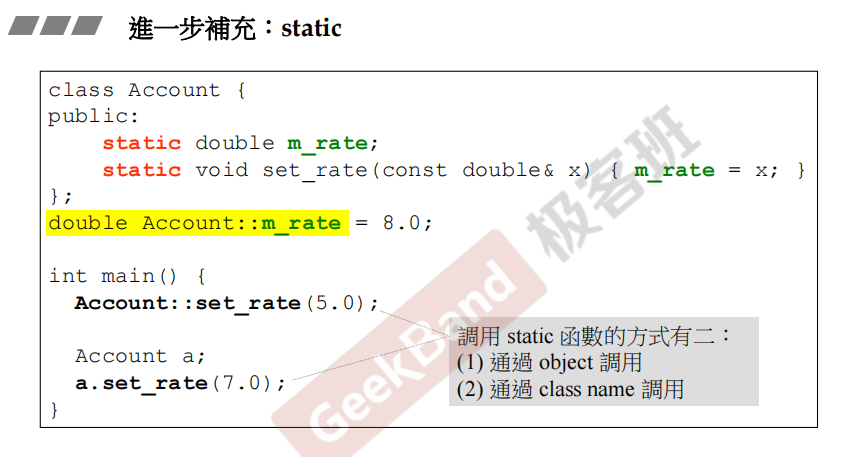 進一步補充：static
class Account {
public:
    static double m_rate;
    static void set_rate(const double& x) { m_rate = x; }
};
double Account::m_rate = 8.0;
int main() {
  Account::set_rate(5.0);
  Account a;
  a.set_rate(7.0);
}
調用 static 函數的方式有二：
(1) 通過 object 調用
(2) 通過 class name 調用
GeekBand 极客班